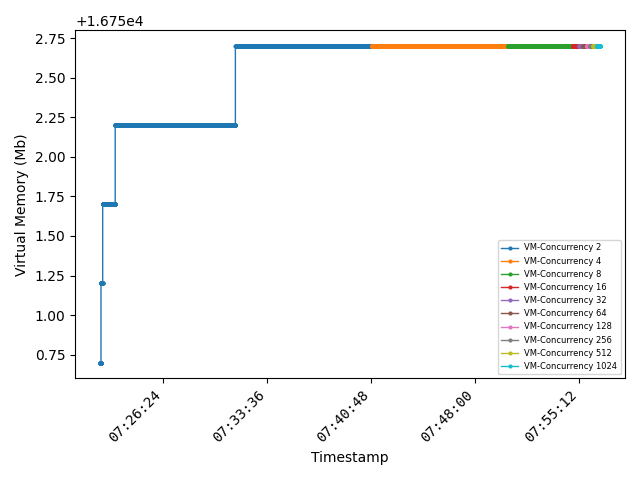 +1.675e4
2.75
2.50
2.25
2.00
1.75
1.50
1.25
1.00
0.75
Virtual Memory (Mb)
VM-Concurrency 2
VM-Concurrency 4
VM-Concurrency 8
VM-Concurrency 16
VM-Concurrency 32
VM-Concurrency 64
VM-Concurrency 128
VM-Concurrency 256
VM-Concurrency 512
VM-Concurrency 1024
07:26:24
07:33:36
07:40:48
07:48:00
07:55:12
Timestamp